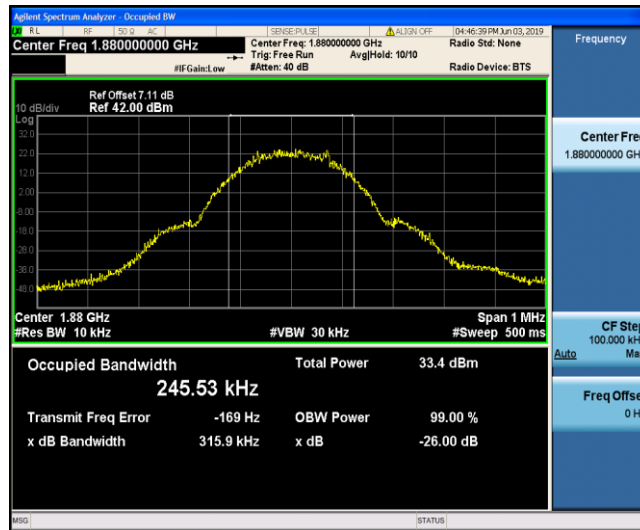 Agilent Spectrum Analyzer - Occupied BW
RL RF 50 Ω AC SENSE:PULSE ALIGN OFF 04:46:39 PM Jun 03, 2019
Center Freq 1.880000000 GHz Center Freq: 1.880000000 GHz Radio Std: None
Trig: Free Run Avg|Hold: 10/10
#IFGain:Low #Atten: 40 dB Radio Device: BTS
Frequency
Ref Offset 7.11 dB
10 dB/div Ref 42.00 dBm
Log
32.0
22.0
12.0
2.00
-8.00
-18.0
-28.0
-38.0
-48.0
Center 1.88 GHz Span 1 MHz
#Res BW 10 kHz #VBW 30 kHz #Sweep 500 ms
Occupied Bandwidth Total Power 33.4 dBm
245.53 kHz
Transmit Freq Error -169 Hz OBW Power 99.00 %
x dB Bandwidth 315.9 kHz x dB -26.00 dB
Center Fre
1.880000000 GH
CF Step
100.000 kH
Auto Ma
Freq Offse
0 H
MSG STATUS